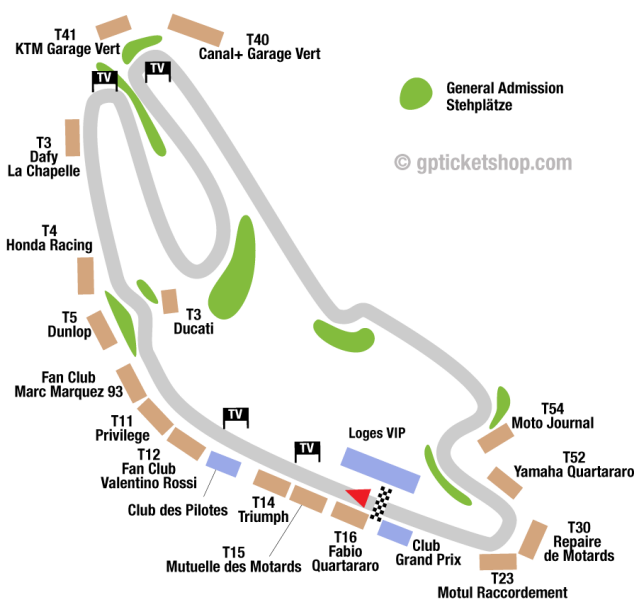 T41
KTM Garage Vert
T40
Canal+ Garage Vert
TV
TV
General Admission
Stehplätze
© gpticketshop.com
T3
Dafy
La Chapelle
T4
Honda Racing
T3
Ducati
T5
Dunlop
Fan Club
Marc Marquez 93
T11
Privilege
T12
Fan Club
Valentino Rossi
Club des Pilotes
TV
TV
Loges VIP
T54
Moto Journal
T52
Yamaha Quartararo
T14
Triumph
T15
Mutuelle des Motards
T16
Fabio
Quartararo
Club
Grand Prix
T30
Repaire
de Motards
T23
Motul Raccordement